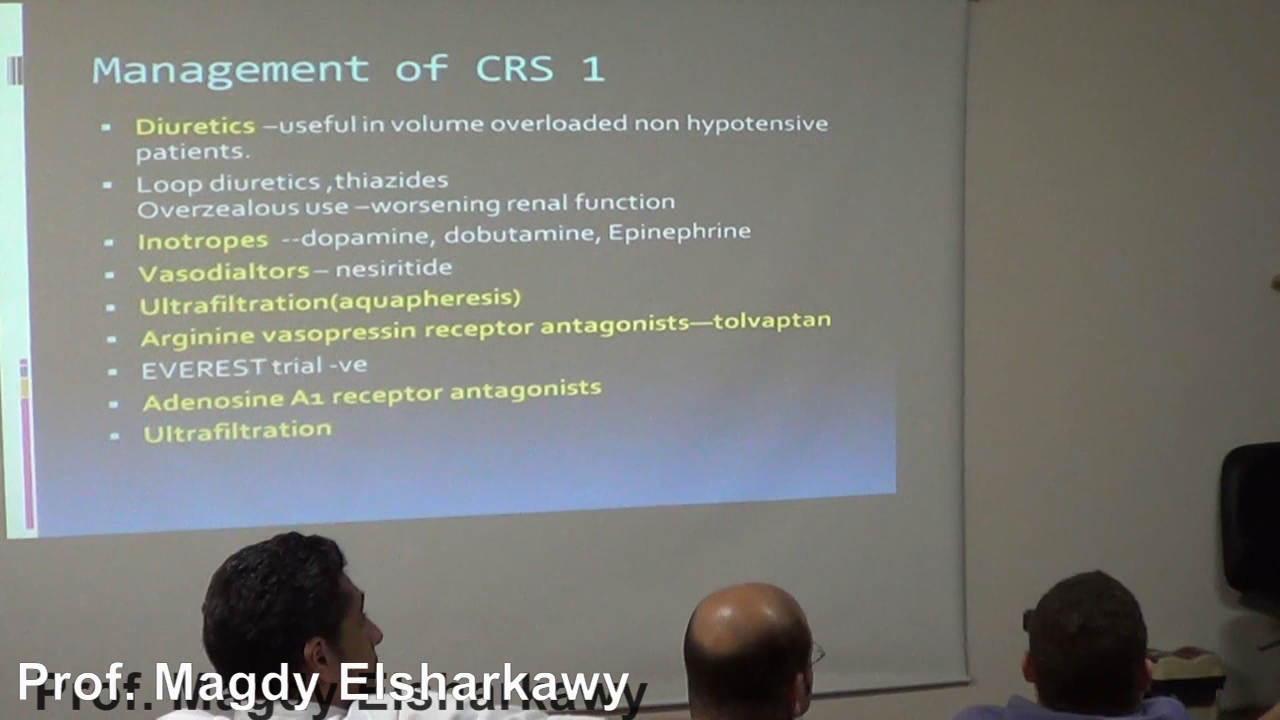 Management of CRS 1
Diuretics –useful in volume overloaded non hypotensive
patients.
Loop diuretics ,thiazides
Overzealous use –worsening renal function
Inotropes --dopamine, dobutamine, Epinephrine
Vasodialtors– nesiritide
Ultrafiltration(aquapheresis)
Arginine vasopressin receptor antagonists—tolvaptan
EVEREST trial -ve
Adenosine A1 receptor antagonists
Ultrafiltration
Prof. Magdy Elsharkawy